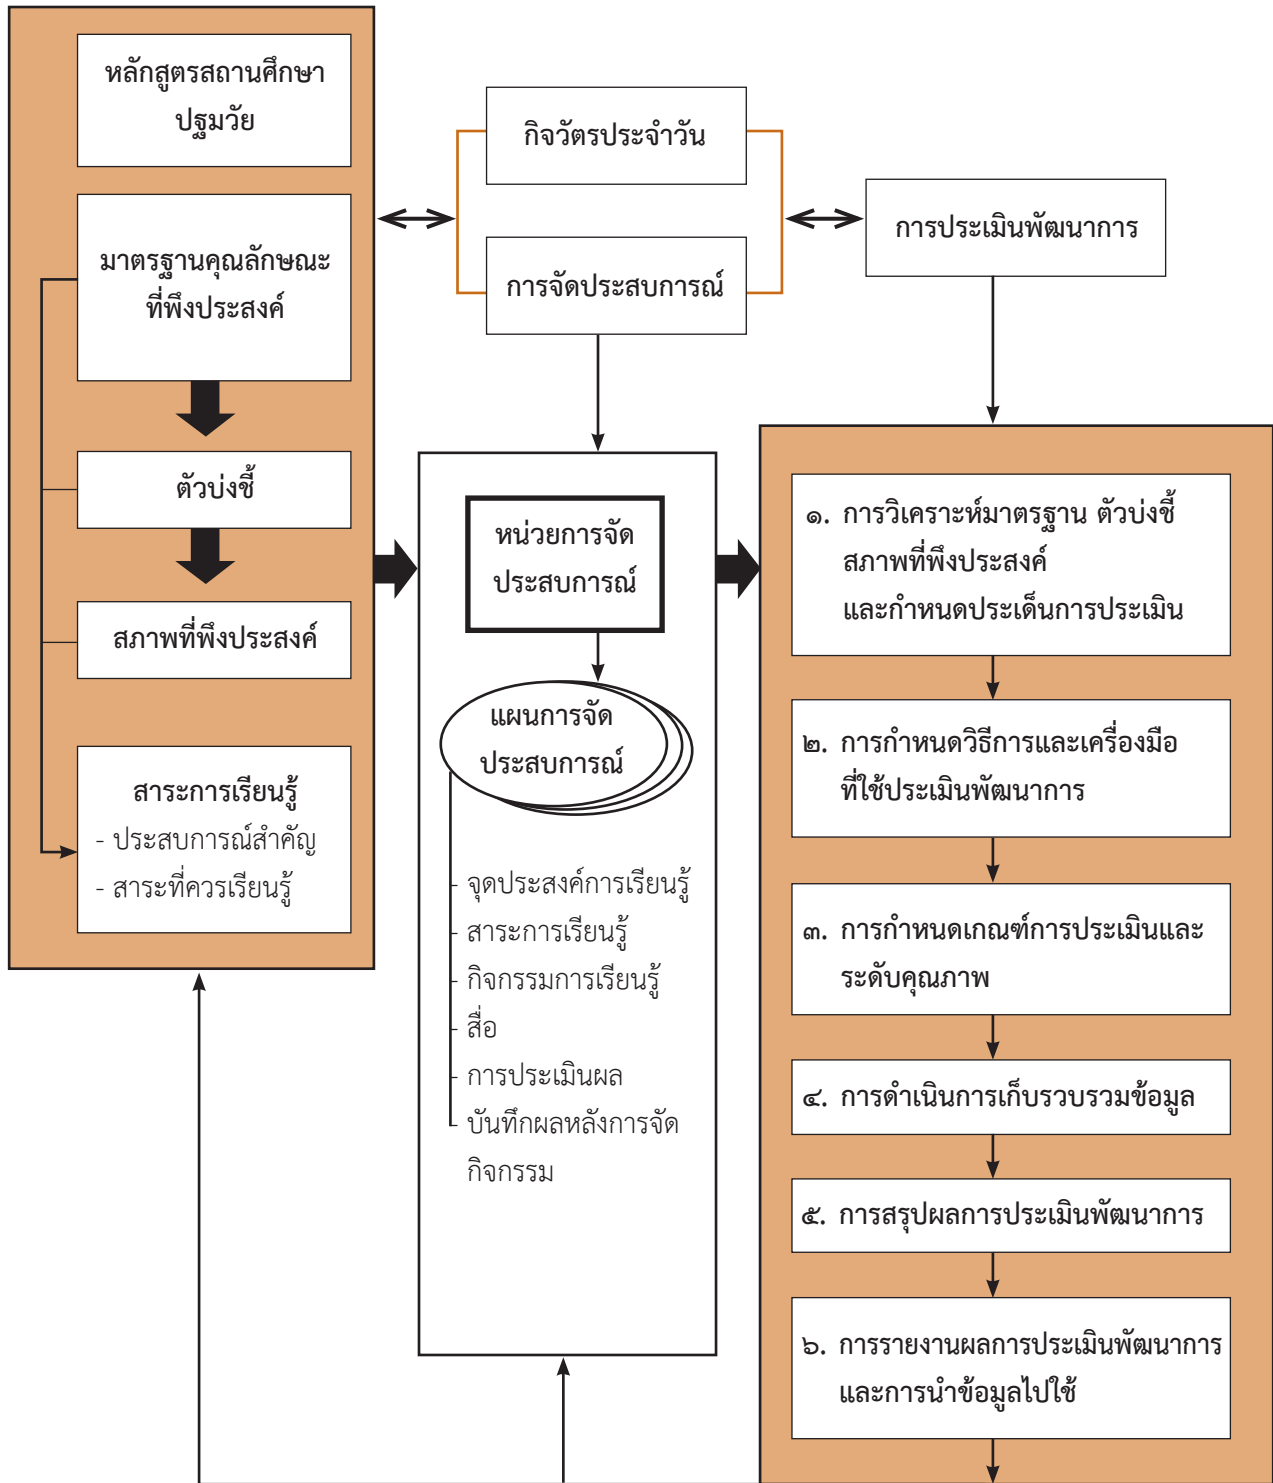 หลักสูตรสถานศึกษา
ปฐมวัย
มาตรฐานคุณลักษณะ
ที่พึงประสงค์
ตัวบ่งชี้
สภาพที่พึงประสงค์
สาระการเรียนรู้
- ประสบการณ์สำคัญ
- สาระที่ควรเรียนรู้
กิจวัตรประจำวัน
การจัดประสบการณ์
หน่วยการจัด
ประสบการณ์
แผนการจัด
ประสบการณ์
- จุดประสงค์การเรียนรู้
- สาระการเรียนรู้
- กิจกรรมการเรียนรู้
- สื่อ
- การประเมินผล
- บันทึกผลหลังการจัด
กิจกรรม
การประเมินพัฒนาการ
๑. การวิเคราะห์มาตรฐาน ตัวบ่งชี้
สภาพที่พึงประสงค์
และกำหนดประเด็นการประเมิน
๒. การกำหนดวิธีการและเครื่องมือ
ที่ใช้ประเมินพัฒนาการ
๓. การกำหนดเกณฑ์การประเมินและ
ระดับคุณภาพ
๔. การดำเนินการเก็บรวบรวมข้อมูล
๕. การสรุปผลการประเมินพัฒนาการ
๖. การรายงานผลการประเมินพัฒนาการ
และการนำข้อมูลไปใช้